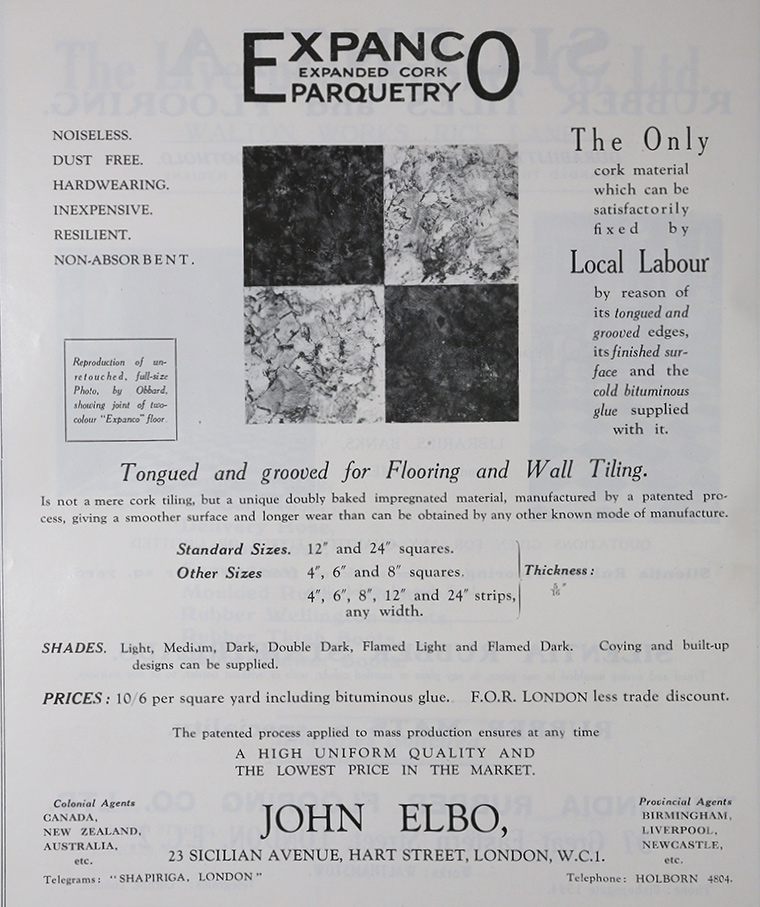 EXPANCO
EXPANDED CORK
PARQUETRY
NOISELESS.
DUST FREE.
HARDWEARING.
INEXPENSIVE.
RESILIENT.
NON-ABSORBENT.
Reproduction of un-
retouched, full-size
Photo, by Obbard,
showing joint of two-
colour "Expanco" floor
The Only
cork material
which can be
satisfactorily
fixed by
Local Labour
by reason of
its tongued and
grooved edges,
its finished sur-
face and the
cold bituminous
glue supplied
with it.
Tongued and grooved for Flooring and Wall Tiling.
Is not a mere cork tiling, but a unique doubly baked impregnated material, manufactured by a patented pro-
cess, giving a smoother surface and longer wear than can be obtained by any other known mode of manufacture.
Standard Sizes. 12" and 24" squares.
Other Sizes 4", 6" and 8" squares.
4", 6", 8", 12" and 24" strips,
any width.
Thickness:
5/16"
SHADES. Light, Medium, Dark, Double Dark, Flamed Light and Flamed Dark. Coving and built-up
designs can be supplied.
PRICES: 10/6 per square yard including bituminous glue. F.O.R. LONDON less trade discount.
The patented process applied to mass production ensures at any time
A HIGH UNIFORM QUALITY AND
THE LOWEST PRICE IN THE MARKET.
Colonial Agents
CANADA,
NEW ZEALAND,
AUSTRALIA,
etc.
JOHN ELBO,
23 SICILIAN AVENUE, HART STREET, LONDON, W.C.1.
Provincial Agents
BIRMINGHAM,
LIVERPOOL,
NEWCASTLE,
etc.
Telegrams: "SHAPIRIGA, LONDON"
Telephone: HOLBORN 4804.